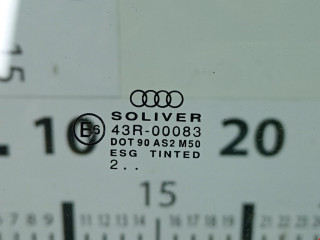 15
SOLIVER
E6 43R-00083
DOT 90 AS2 M50
ESG TINTED
2..
.10 20
15